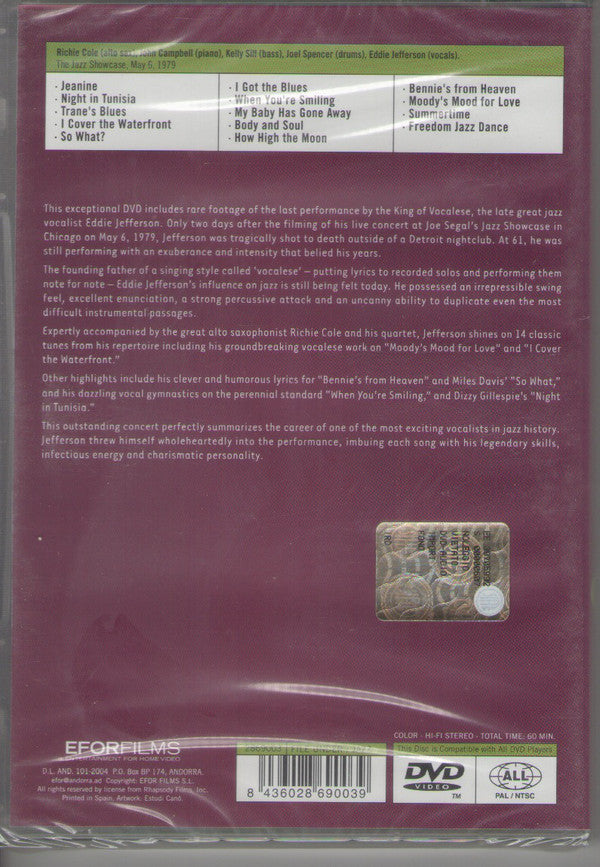 Richie Cole (alto sax), John Campbell (piano), Kelly Sill (bass), Joel Spencer (drums), Eddie Jefferson (vocals).
The Jazz Showcase, May 6, 1979
· Jeanine
· Night in Tunisia
· Trane's Blues
· I Cover the Waterfront
· So What?
· I Got the Blues
· When You're Smiling
· My Baby Has Gone Away
· Body and Soul
· How High the Moon
· Bennie's from Heaven
· Moody's Mood for Love
· Summertime
· Freedom Jazz Dance
This exceptional DVD includes rare footage of the last performance by the King of Vocalese, the late great jazz
vocalist Eddie Jefferson. Only two days after the filming of his live concert at Joe Segal's Jazz Showcase in
Chicago on May 6, 1979, Jefferson was tragically shot to death outside of a Detroit nightclub. At 61, he was
still performing with an exuberance and intensity that belied his years.
The founding father of a singing style called 'vocalese' – putting lyrics to recorded solos and performing them
note for note – Eddie Jefferson's influence on jazz is still being felt today. He possessed an irrepressible swing
feel, excellent enunciation, a strong percussive attack and an uncanny ability to duplicate even the most
difficult instrumental passages.
Expertly accompanied by the great alto saxophonist Richie Cole and his quartet, Jefferson shines on 14 classic
tunes from his repertoire including his groundbreaking vocalese work on "Moody's Mood for Love" and "I Cover
the Waterfront."
Other highlights include his clever and humorous lyrics for "Bennie's from Heaven" and Miles Davis' "So What,"
and his dazzling vocal gymnastics on the perennial standard "When You're Smiling," and Dizzy Gillespie's "Night
in Tunisia."
This outstanding concert perfectly summarizes the career of one of the most exciting vocalists in jazz history.
Jefferson threw himself wholeheartedly into the performance, imbuing each song with his legendary skills,
infectious energy and charismatic personality.
COLOR - HI-FI STEREO - TOTAL TIME: 60 MIN.
EFORFILMS
ENTERTAINMENT FOR HOME VIDEO
D.L. AND. 101-2004 P.O. Box BP 174, ANDORRA.
efor@andorra.ad Copyright: EFOR FILMS S.L.
All rights reserved by license from Rhapsody Films, Inc.
Printed in Spain, Artwork: Estudi Canó.
2869003 | FILE UNDER:
8 436028 690039
This Disc is Compatible with All DVD Players
DVD
VIDEO
TM
ALL
PAL / NTSC